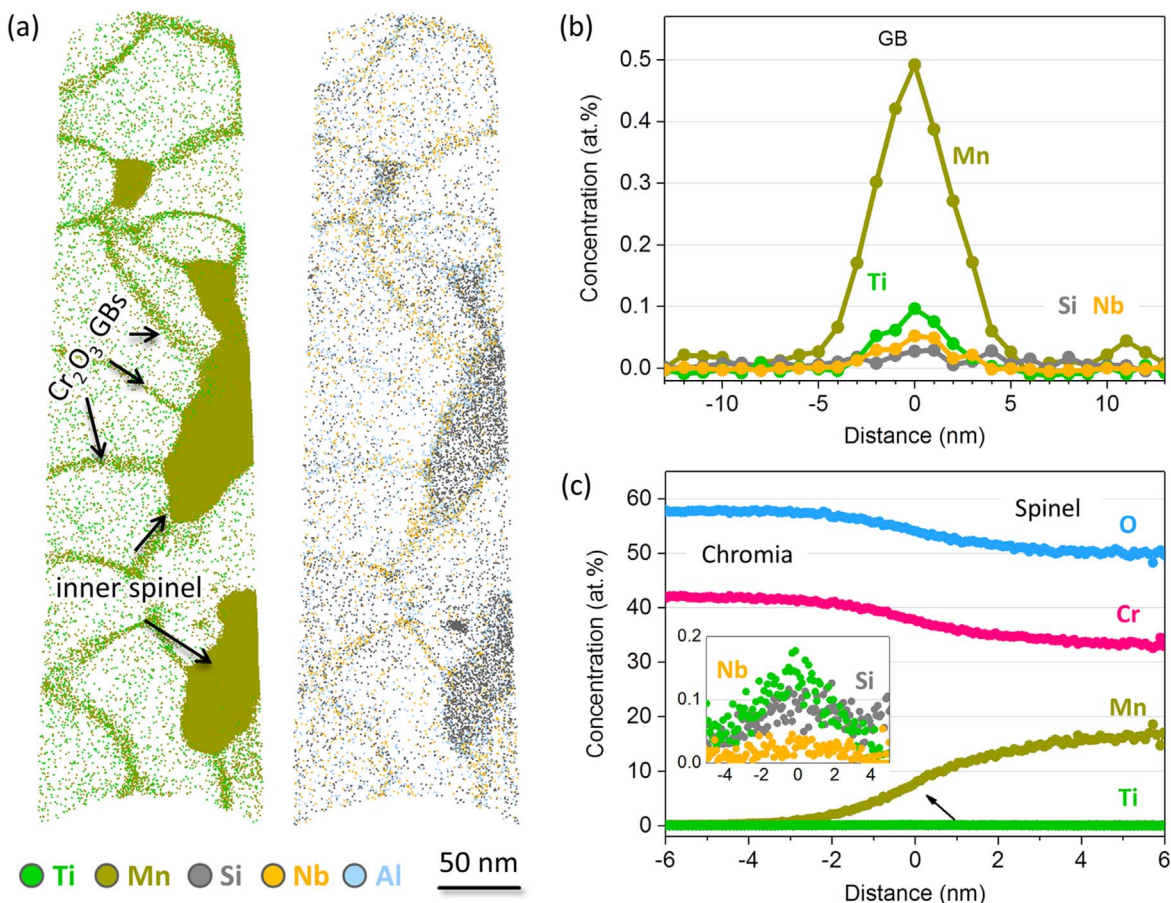 (a)
Cr2O3 GBs
inner spinel
Ti Mn Si Nb Al
50 nm
(b)
GB
Mn
Ti
Si Nb
Concentration (at.%)
0.5
0.4
0.3
0.2
0.1
0.0
-10 -5 0 5 10
Distance (nm)
(c)
Spinel
O
Chromia
Cr
Mn
Ti
Concentration (at.%)
60
50
40
30
20
10
0
0.2
0.1
0.0
Nb
Si
-4 -2 0 2 4
-6 -4 -2 0 2 4 6
Distance (nm)